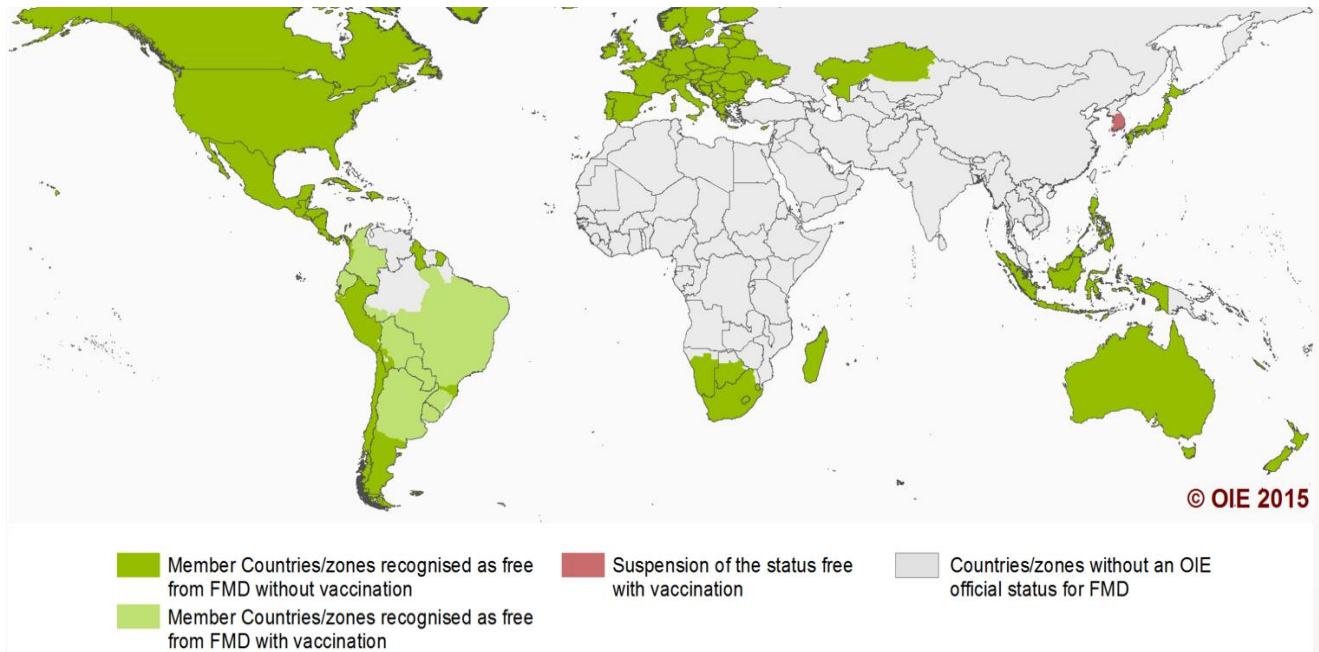 © OIE 2015
Member Countries/zones recognised as free
from FMD without vaccination
Member Countries/zones recognised as free
from FMD with vaccination
Suspension of the status free
with vaccination
Countries/zones without an OIE
official status for FMD